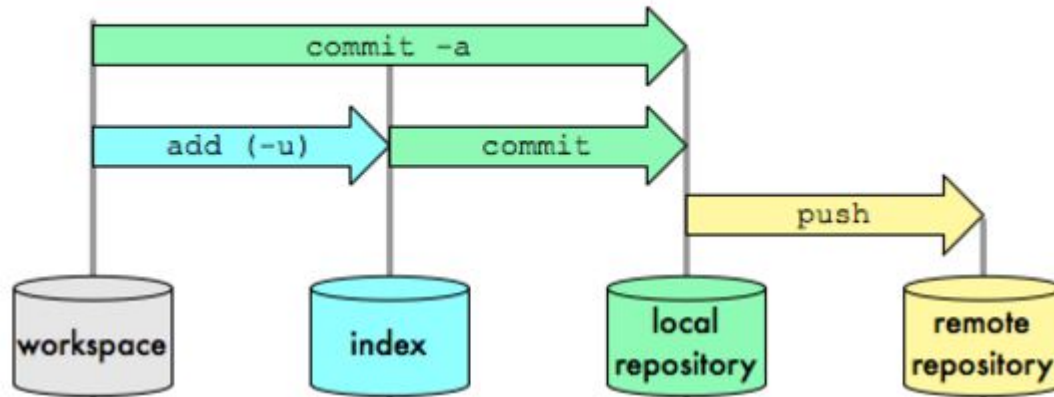 commit -a
add (-u)
commit
push
workspace
index
local
repository
remote
repository